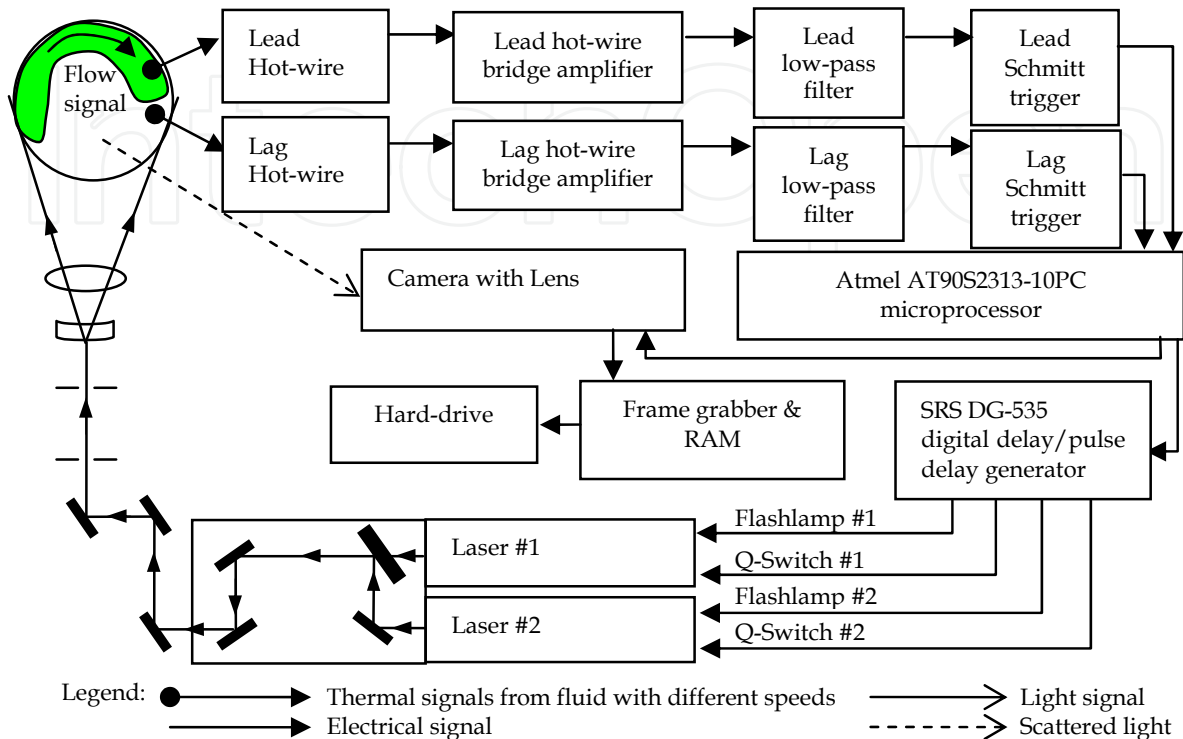 Flow
signal
Lead
Hot-wire
Lead hot-wire
bridge amplifier
Lead
low-pass
filter
Lead
Schmitt
trigger
Lag
Hot-wire
Lag hot-wire
bridge amplifier
Lag
low-pass
filter
Lag
Schmitt
trigger
Camera with Lens
Atmel AT90S2313-10PC
microprocessor
Hard-drive
Frame grabber &
RAM
SRS DG-535
digital delay/pulse
delay generator
Laser #1
Laser #2
Flashlamp #1
Q-Switch #1
Flashlamp #2
Q-Switch #2
Legend:
Thermal signals from fluid with different speeds
Light signal
Electrical signal
Scattered light